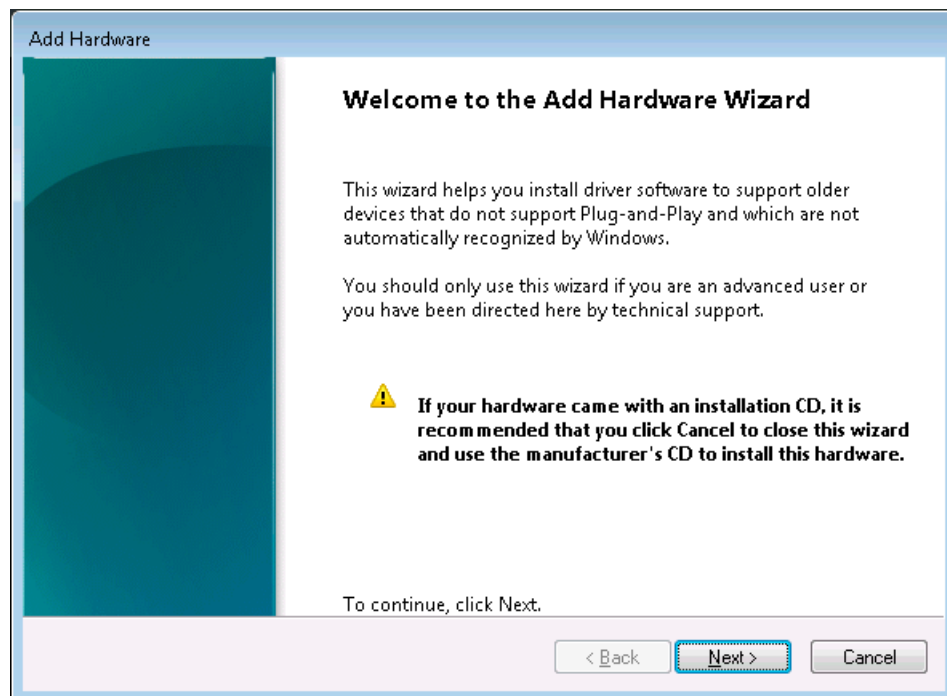 Add Hardware
Welcome to the Add Hardware Wizard
This wizard helps you install driver software to support older
devices that do not support Plug-and-Play and which are not
automatically recognized by Windows.
You should only use this wizard if you are an advanced user or
you have been directed here by technical support.
If your hardware came with an installation CD, it is
recommended that you click Cancel to close this wizard
and use the manufacturer's CD to install this hardware.
To continue, click Next.
< Back Next > Cancel